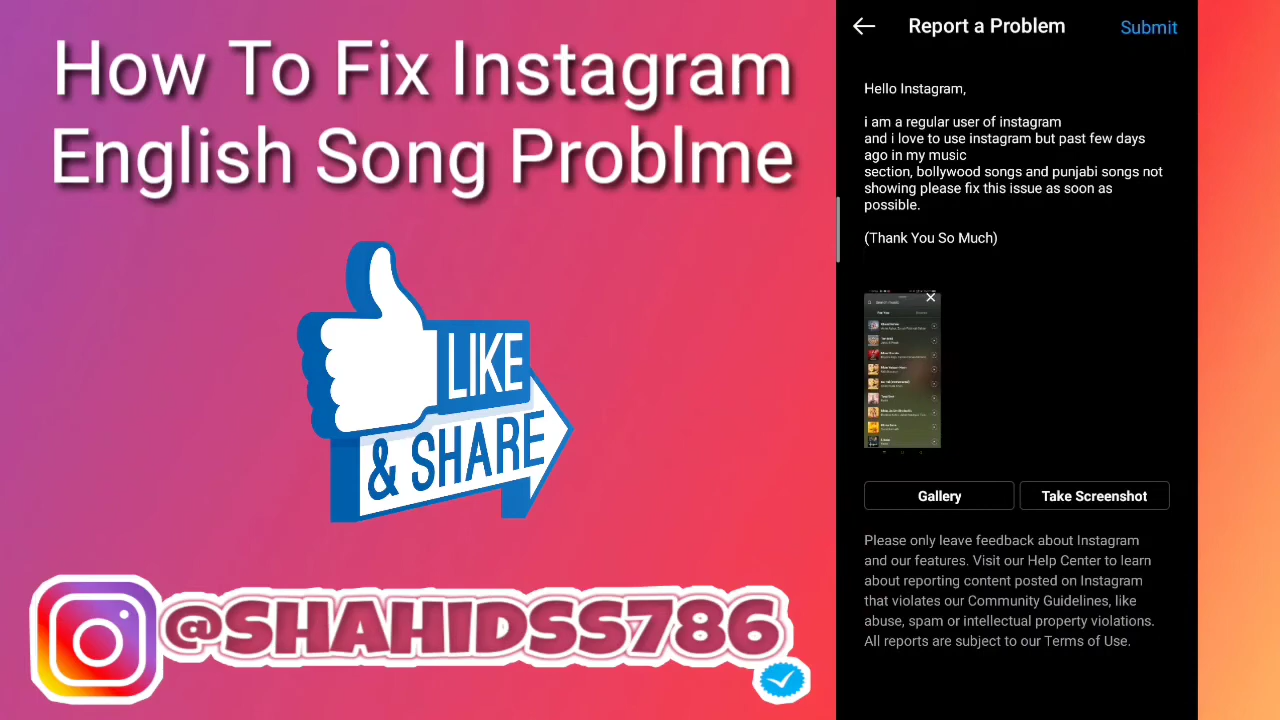 How To Fix Instagram
English Song Problme
LIKE
& SHARE
@SHAHIDSS786
Report a Problem
Submit
Hello Instagram,
i am a regular user of instagram
and i love to use instagram but past few days
ago in my music
section, bollywood songs and punjabi songs not
showing please fix this issue as soon as
possible.
(Thank You So Much)
Gallery
Take Screenshot
Please only leave feedback about Instagram
and our features. Visit our Help Center to learn
about reporting content posted on Instagram
that violates our Community Guidelines, like
abuse, spam or intellectual property violations.
All reports are subject to our Terms of Use.